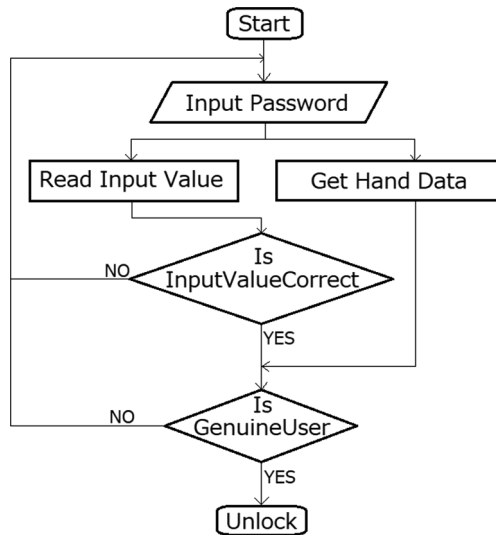 Start
Input Password
Read Input Value
Get Hand Data
Is
InputValueCorrect
NO
YES
Is
GenuineUser
NO
YES
Unlock